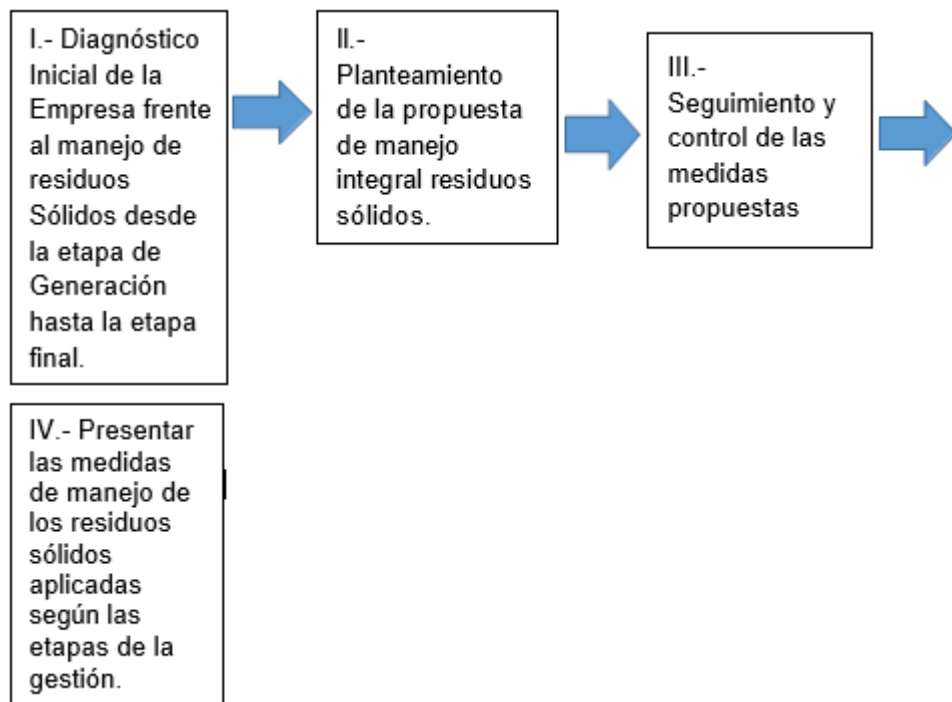 I.- Diagnóstico
Inicial de la
Empresa frente
al manejo de
residuos
Sólidos desde
la etapa de
Generación
hasta la etapa
final.
II.-
Planteamiento
de la propuesta
de manejo
integral residuos
sólidos.
III.-
Seguimiento y
control de las
medidas
propuestas
IV.- Presentar
las medidas
de manejo de
los residuos
sólidos
aplicadas
según las
etapas de la
gestión.